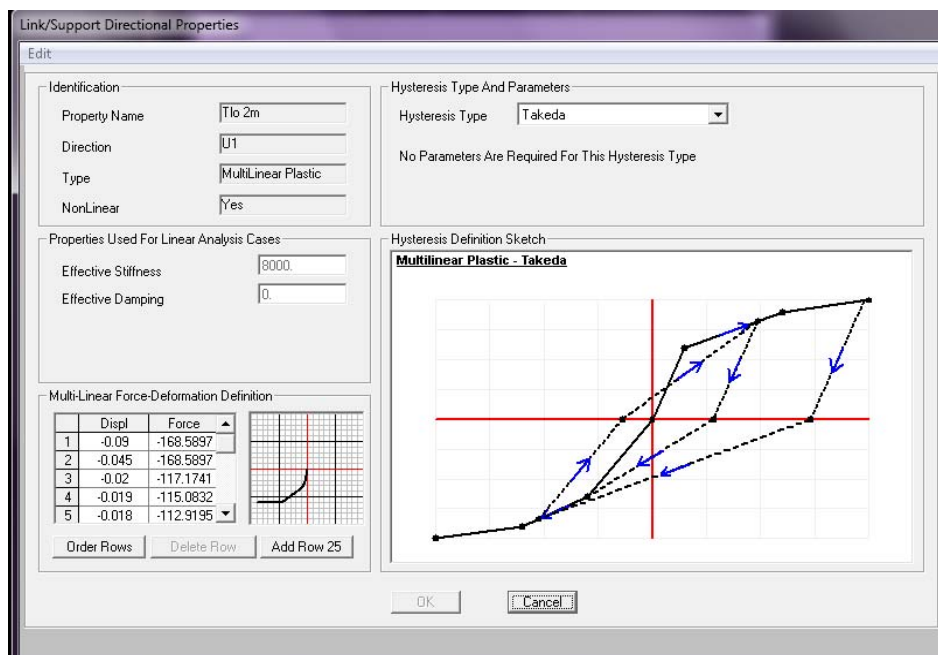 Link/Support Directional Properties
Edit
Identification
Property Name Tlo 2m
Direction U1
Type MultiLinear Plastic
NonLinear Yes
Hysteresis Type And Parameters
Hysteresis Type Takeda
No Parameters Are Required For This Hysteresis Type
Properties Used For Linear Analysis Cases
Effective Stiffness 8000.
Effective Damping 0.
Hysteresis Definition Sketch
Multilinear Plastic - Takeda
Multi-Linear Force-Deformation Definition
Displ Force
1 -0.09 -168.5897
2 -0.045 -168.5897
3 -0.02 -117.1741
4 -0.019 -115.0832
5 -0.018 -112.9195
Order Rows Delete Row Add Row 25
OK Cancel